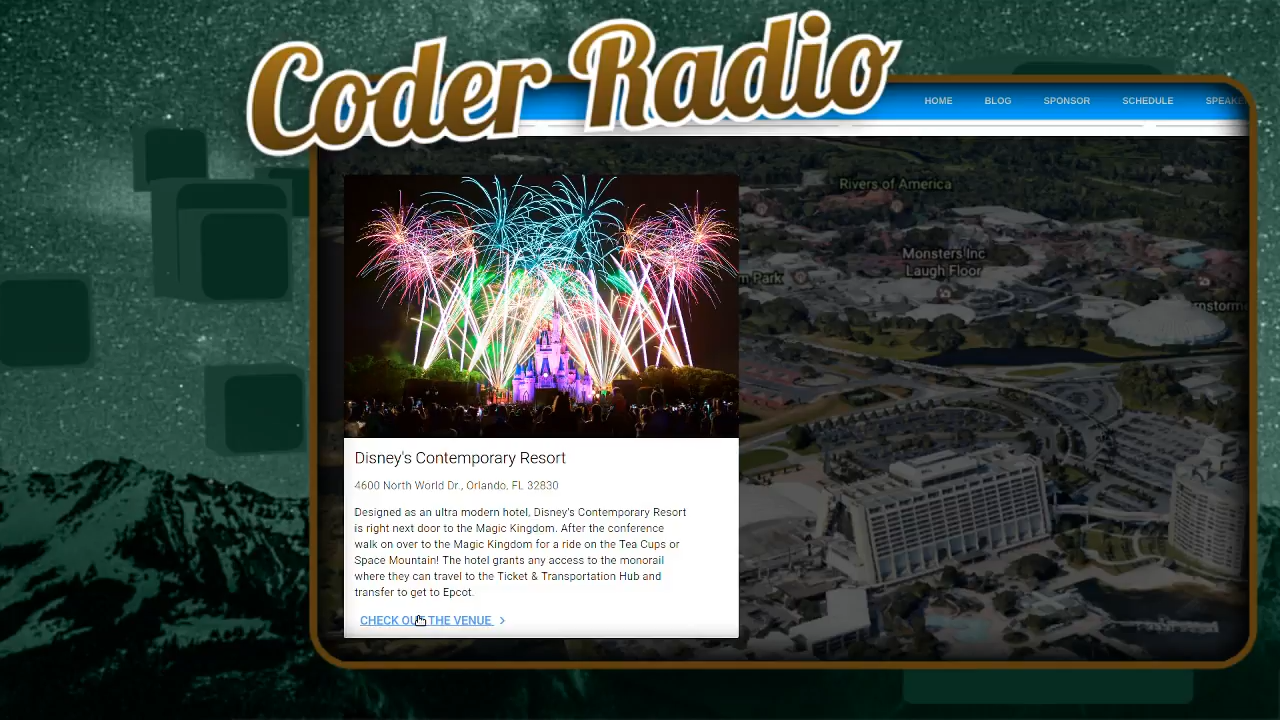 Coder Radio
HOME BLOG SPONSOR SCHEDULE
Rivers of America
Monsters Inc
Laugh Floor
Park
Disney's Contemporary Resort
4600 North World Dr., Orlando, FL 32830
Designed as an ultra modern hotel, Disney's Contemporary Resort
is right next door to the Magic Kingdom. After the conference
walk on over to the Magic Kingdom for a ride on the Tea Cups or
Space Mountain! The hotel grants any access to the monorail
where they can travel to the Ticket & Transportation Hub and
transfer to get to Epcot.
CHECK OUT THE VENUE